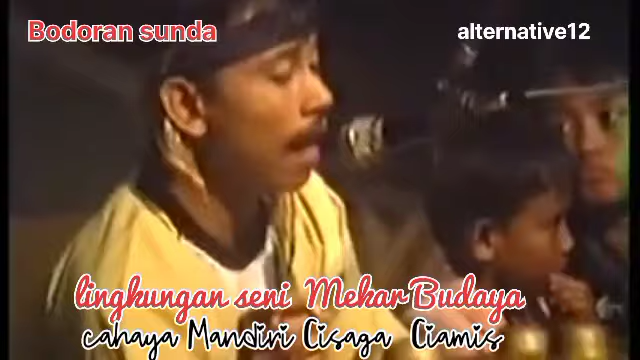 Bodoran sunda
alternative12
lingkungan seni Mekar Budaya
cahaya Mandiri Cisaga Ciamis